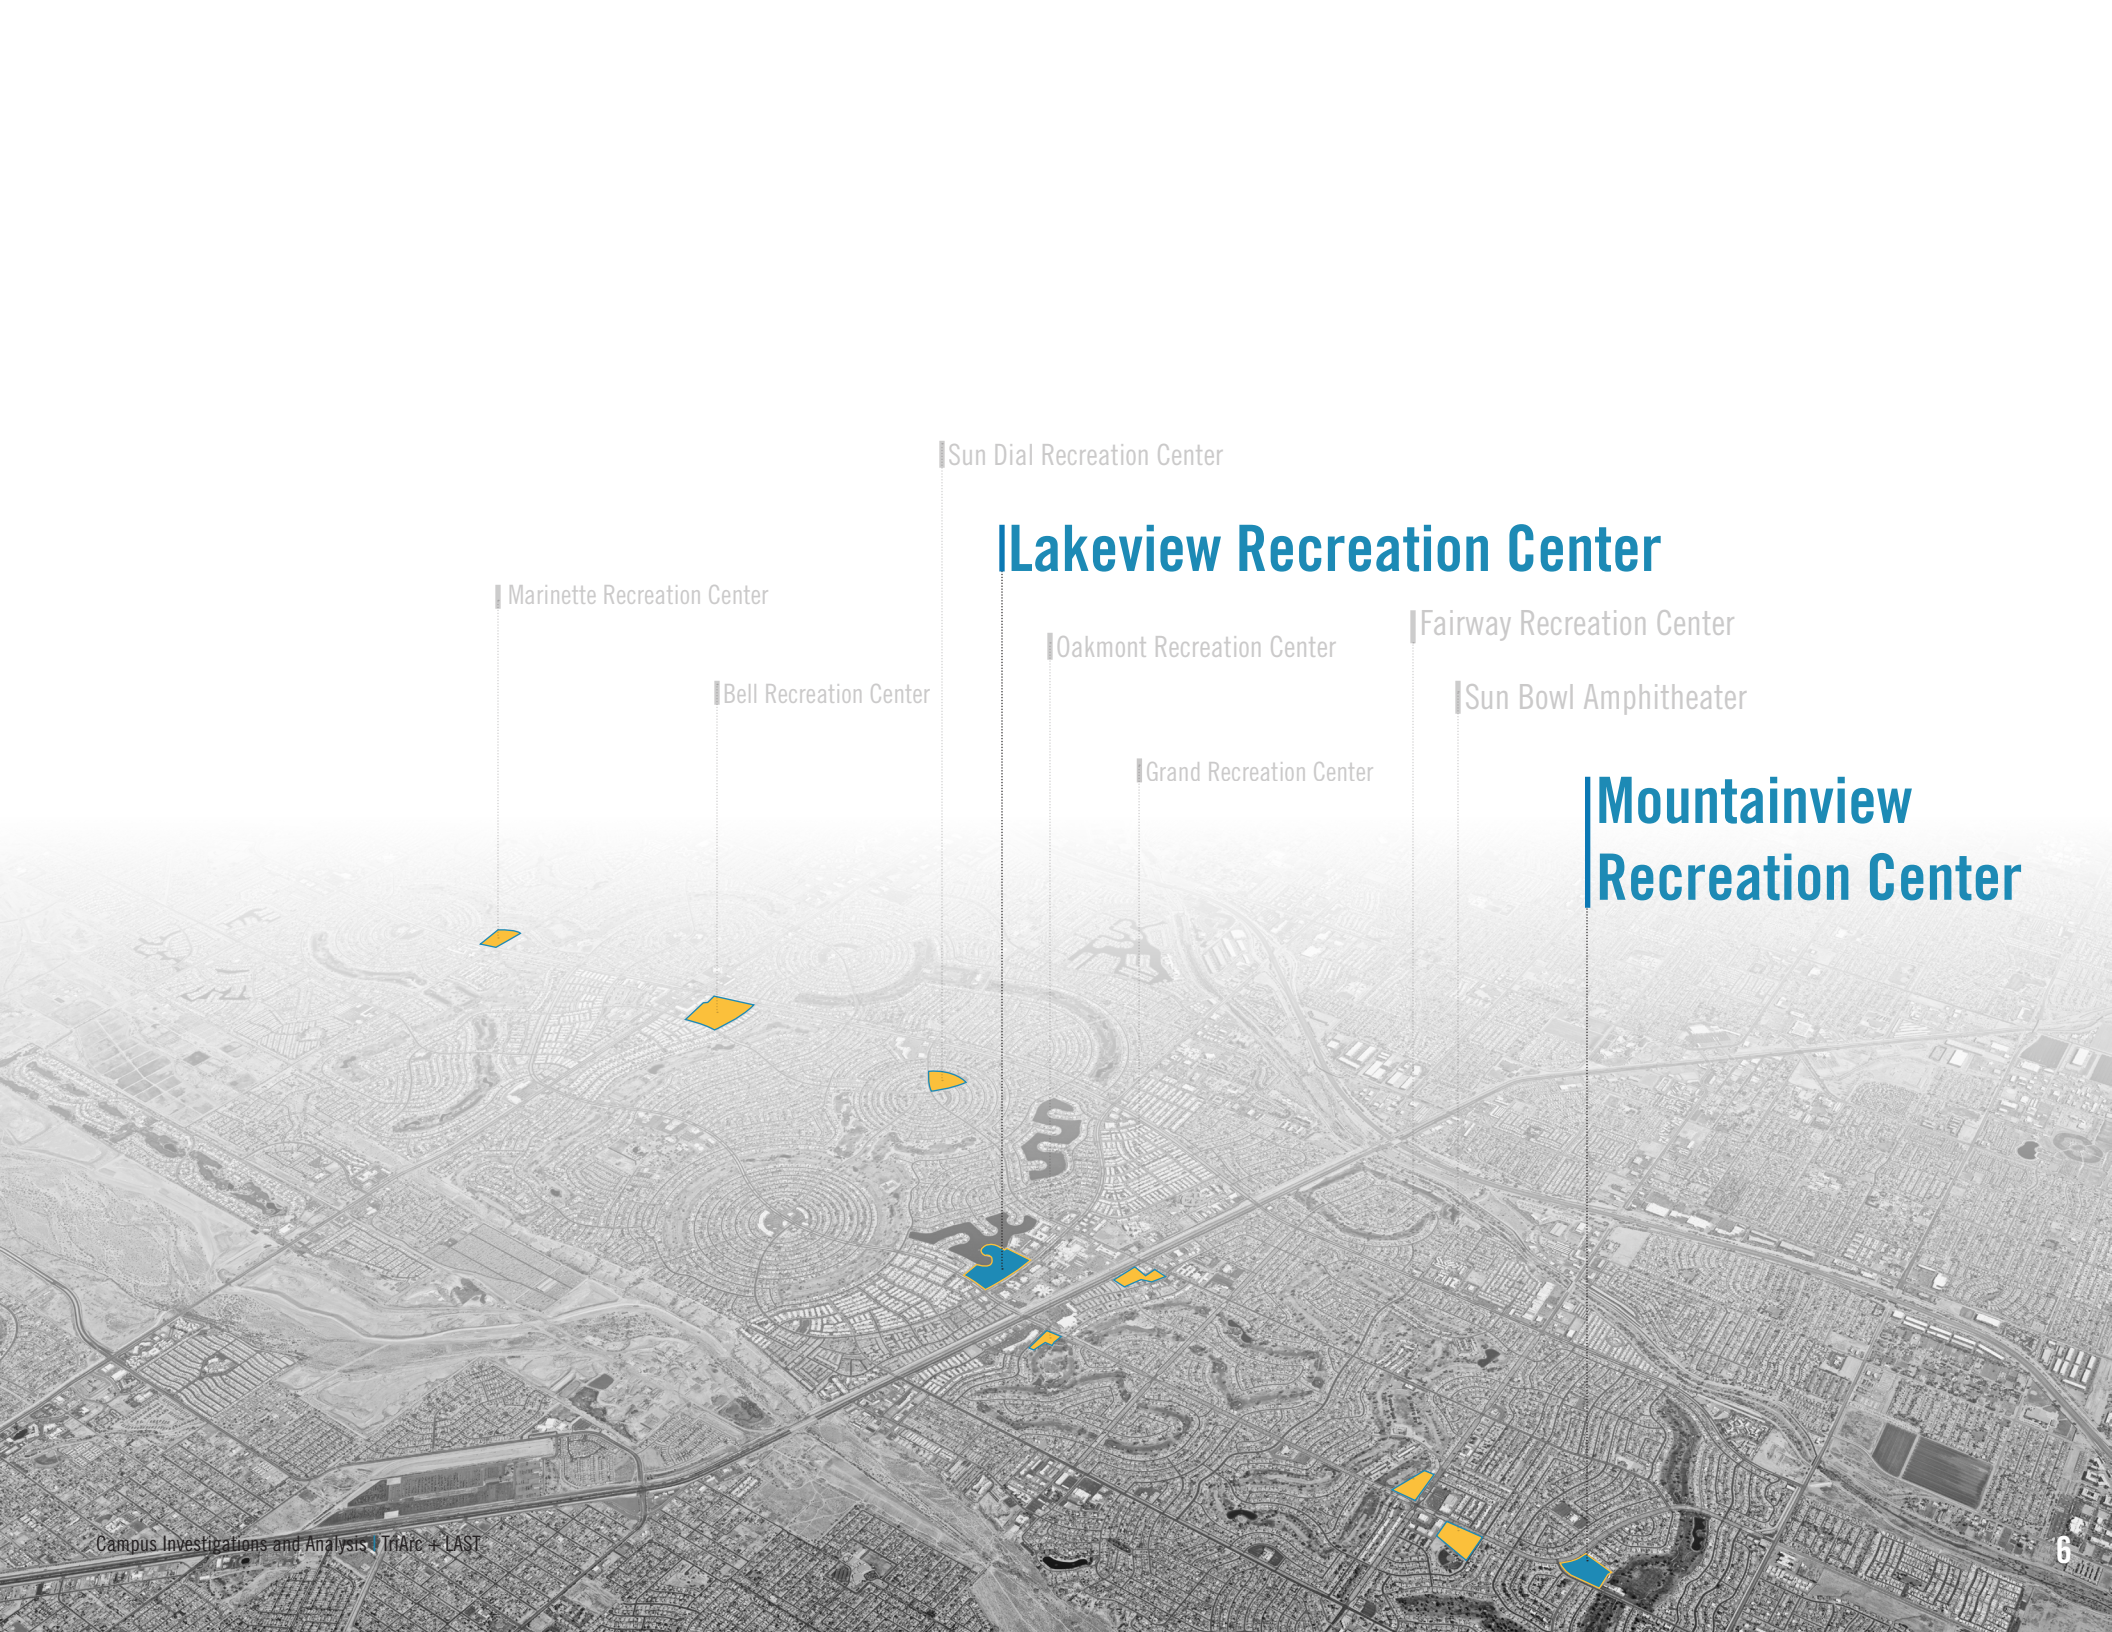 Sun Dial Recreation Center
Lakeview Recreation Center
Marinette Recreation Center
Fairway Recreation Center
Oakmont Recreation Center
Bell Recreation Center
Sun Bowl Amphitheater
Grand Recreation Center
Mountainview
Recreation Center
Campus Investigations and Analysis | TriArc + LAST
6